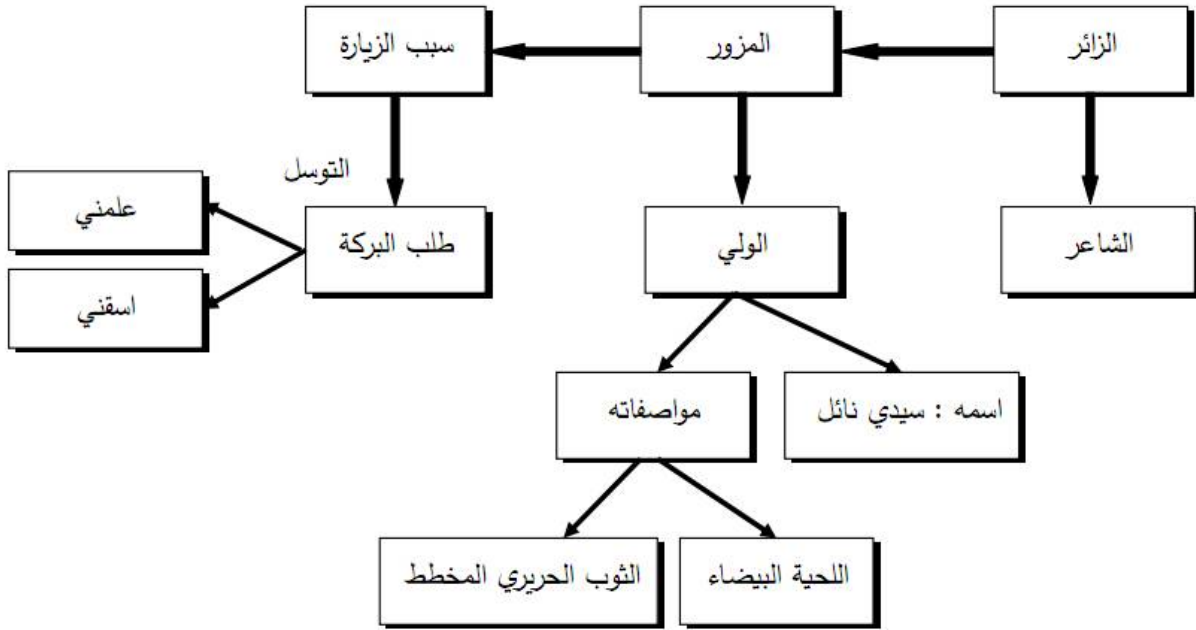 الزائر
المزور
سبب الزيارة
التوسل
الشاعر
الولي
طلب البركة
علمني
اسقني
اسمه : سيدي نائل
مواصفاته
اللحية البيضاء
الثوب الحريري المخطط